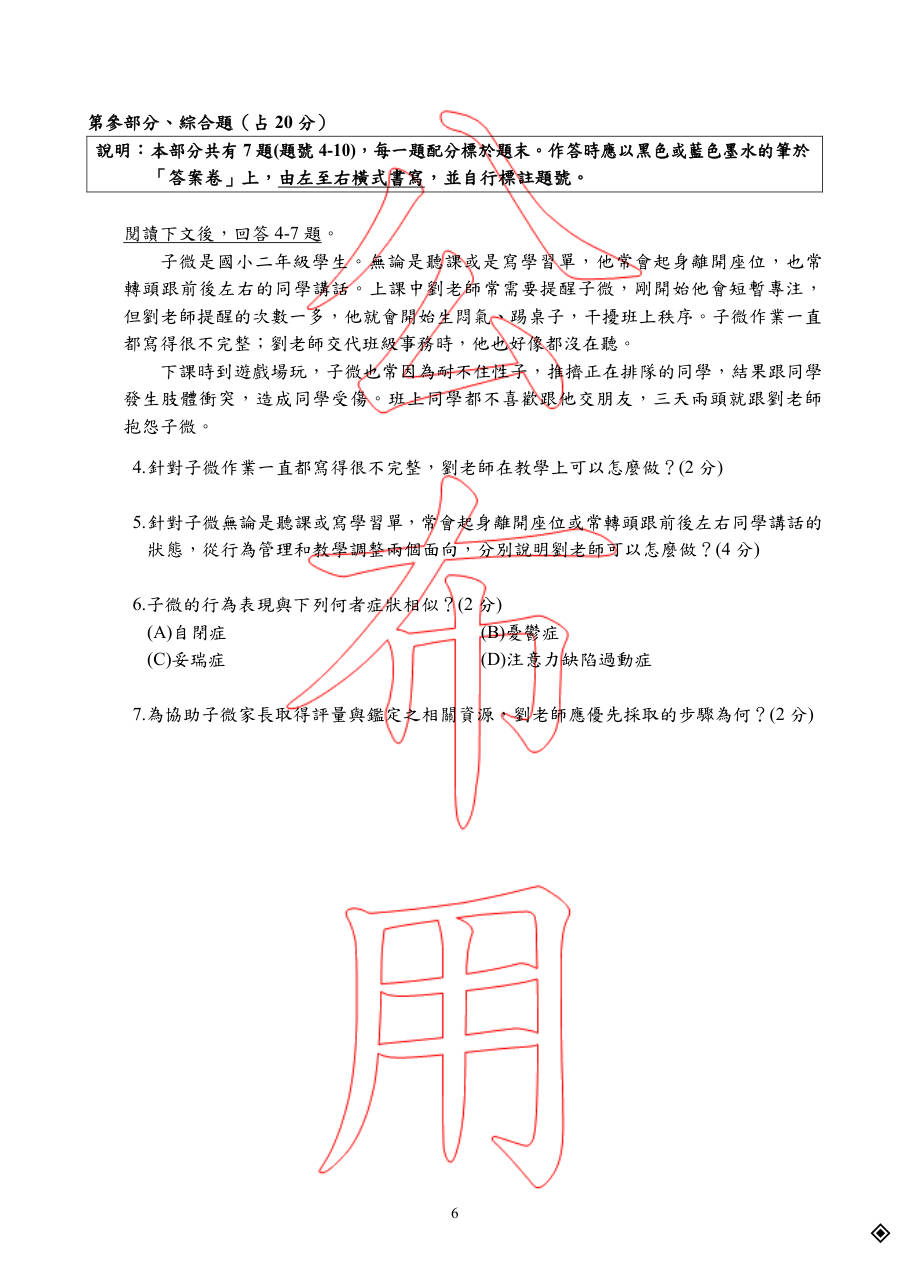 第參部分、綜合題（占 20 分）
說明：本部分共有 7 題(題號 4-10)，每一題配分標於題末。作答時應以黑色或藍色墨水的筆於
「答案卷」上，由左至右橫式書寫，並自行標註題號。
閱讀下文後，回答 4-7 題。
子微是國小二年級學生。無論是聽課或是寫學習單，他常會起身離開座位，也常
轉頭跟前後左右的同學講話。上課中劉老師常需要提醒子微，剛開始他會短暫專注，
但劉老師提醒的次數一多，他就會開始生悶氣、踢桌子，干擾班上秩序。子微作業一直
都寫得很不完整；劉老師交代班級事務時，他也好像都沒在聽。
下課時到遊戲場玩，子微也常因為耐不住性子，推擠正在排隊的同學，結果跟同學
發生肢體衝突，造成同學受傷。班上同學都不喜歡跟他交朋友，三天兩頭就跟劉老師
抱怨子微。
4.針對子微作業一直都寫得很不完整，劉老師在教學上可以怎麼做？(2 分)
5.針對子微無論是聽課或寫學習單，常會起身離開座位或常轉頭跟前後左右同學講話的
狀態，從行為管理和教學調整兩個面向，分別說明劉老師可以怎麼做？(4 分)
6.子微的行為表現與下列何者症狀相似？(2 分)
(A)自閉症 (B)憂鬱症
(C)妥瑞症 (D)注意力缺陷過動症
7.為協助子微家長取得評量與鑑定之相關資源，劉老師應優先採取的步驟為何？(2 分)
公布用
6